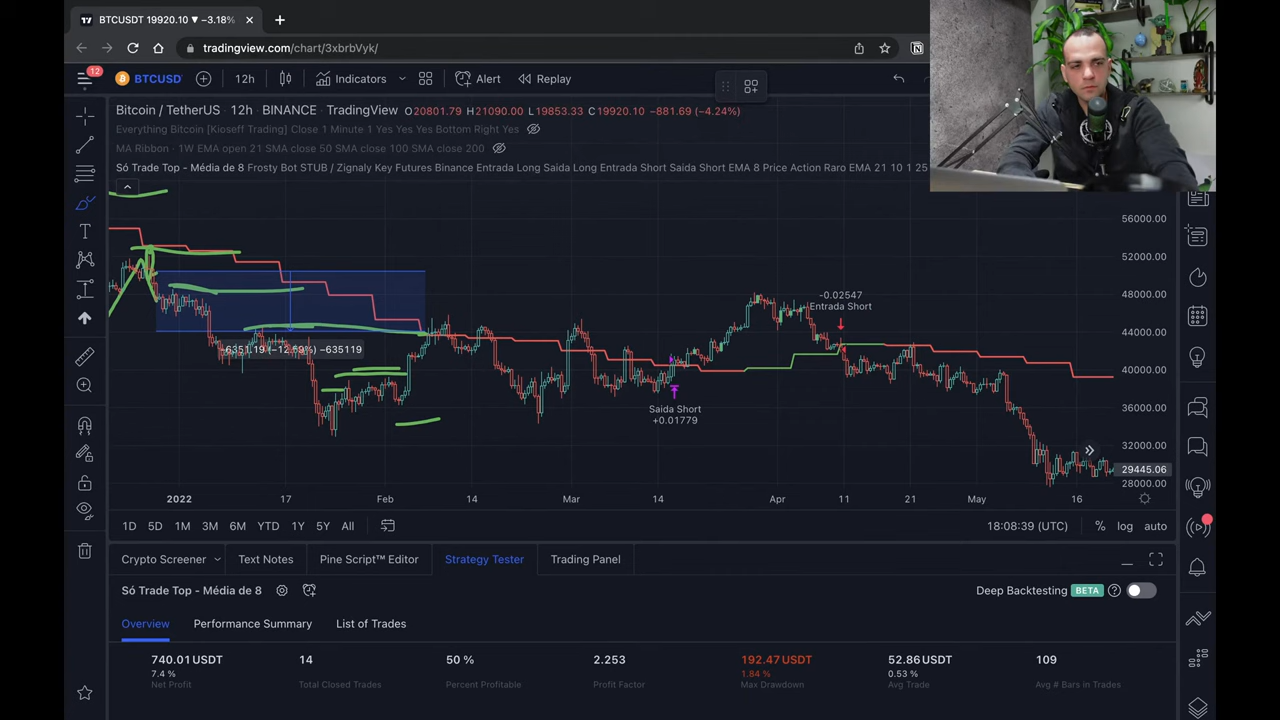 BTCUSDT 19920.10 ▼ −3.18%
tradingview.com/chart/3xbrbVyk/
12 BTCUSD 12h Indicators Alert Replay
Bitcoin / TetherUS · 12h · BINANCE · TradingView O20801.79 H21090.00 L19853.33 C19920.10 −881.69 (−4.24%)
Everything Bitcoin [Kioseff Trading] Close 1 Minute 1 Yes Yes Yes Bottom Right Yes
MA Ribbon · 1W EMA open 21 SMA close 50 SMA close 100 SMA close 200
Só Trade Top - Média de 8 Frosty Bot STUB / Zignaly Key Futures Binance Entrada Long Saida Long Entrada Short Saida Short EMA 8 Price Action Raro EMA 21 10 1 25
56000.00
52000.00
48000.00
44000.00
40000.00
36000.00
32000.00
29445.06
28000.00
-0.02547
Entrada Short
−6351.19 (−12.69%) −635119
Saida Short
+0.01779
2022 17 Feb 14 Mar 14 Apr 11 21 May 16
1D 5D 1M 3M 6M YTD 1Y 5Y All 18:08:39 (UTC) % log auto
Crypto Screener Text Notes Pine Script™ Editor Strategy Tester Trading Panel
Só Trade Top - Média de 8 Deep Backtesting BETA
Overview Performance Summary List of Trades
740.01 USDT 14 50 % 2.253 192.47 USDT 52.86 USDT 109
7.4 % 1.84 % 0.53 %
Net Profit Total Closed Trades Percent Profitable Profit Factor Max Drawdown Avg Trade Avg # Bars in Trades